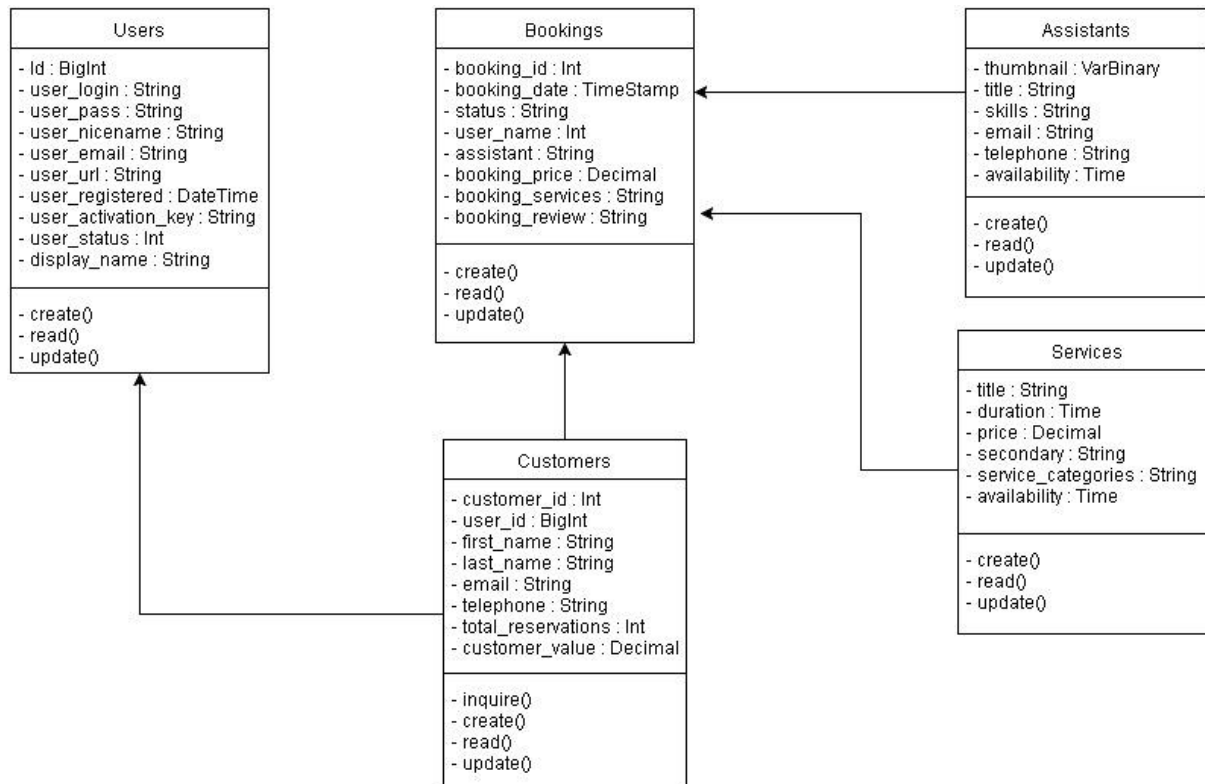 Users
- Id : BigInt
- user_login : String
- user_pass : String
- user_nicename : String
- user_email : String
- user_url : String
- user_registered : DateTime
- user_activation_key : String
- user_status : Int
- display_name : String
- create()
- read()
- update()
Bookings
- booking_id : Int
- booking_date : TimeStamp
- status : String
- user_name : Int
- assistant : String
- booking_price : Decimal
- booking_services : String
- booking_review : String
- create()
- read()
- update()
Assistants
- thumbnail : VarBinary
- title : String
- skills : String
- email : String
- telephone : String
- availability : Time
- create()
- read()
- update()
Services
- title : String
- duration : Time
- price : Decimal
- secondary : String
- service_categories : String
- availability : Time
- create()
- read()
- update()
Customers
- customer_id : Int
- user_id : BigInt
- first_name : String
- last_name : String
- email : String
- telephone : String
- total_reservations : Int
- customer_value : Decimal
- inquire()
- create()
- read()
- update()